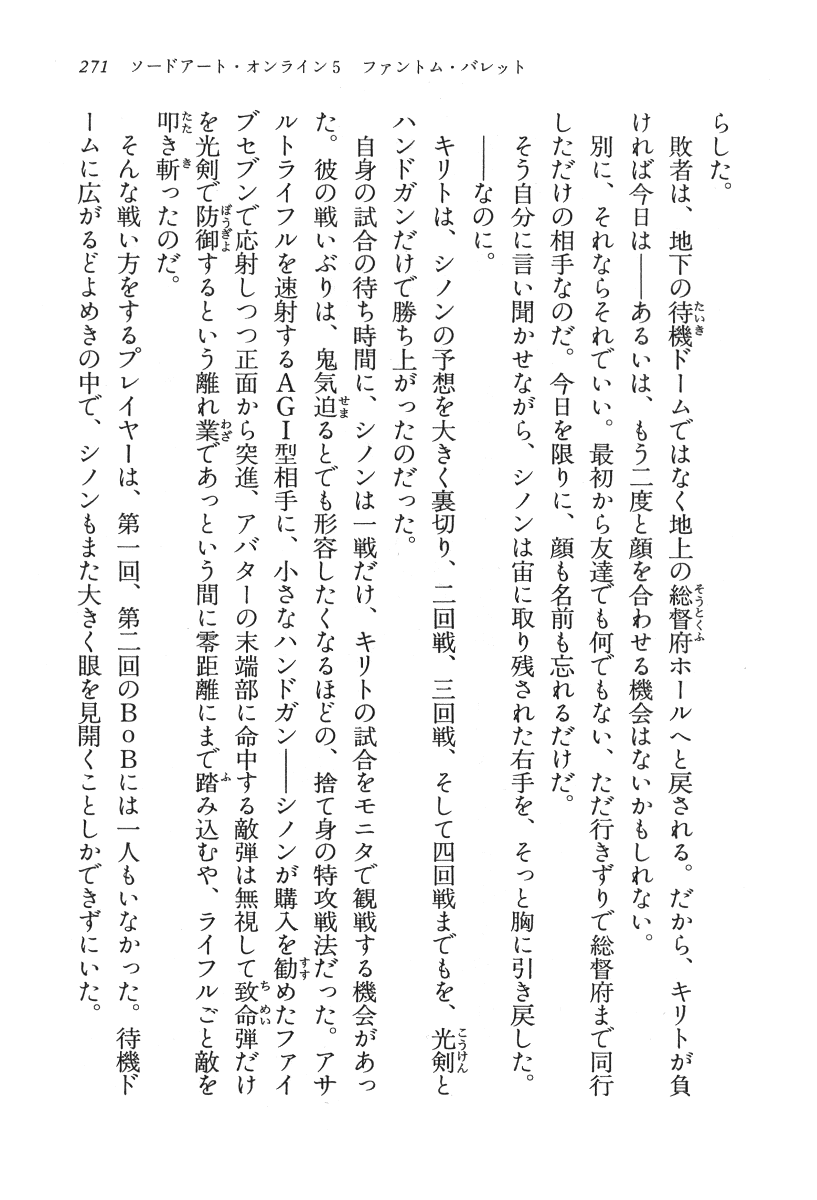 271 ソードアート・オンライン5 ファントム・バレット
らした。
敗者は、地下の待機ドームではなく地上の総督府ホールへと戻される。だから、キリトが負
ければ今日は――あるいは、もう二度と顔を合わせる機会はないかもしれない。
別に、それならそれでいい。最初から友達でも何でもない、ただ行きずりで総督府まで同行
しただけの相手なのだ。今日を限りに、顔も名前も忘れるだけだ。
そう自分に言い聞かせながら、シノンは宙に取り残された右手を、そっと胸に引き戻した。
――なのに。
キリトは、シノンの予想を大きく裏切り、二回戦、三回戦、そして四回戦までもを、光剣と
ハンドガンだけで勝ち上がったのだった。
自身の試合の待ち時間に、シノンは一戦だけ、キリトの試合をモニタで観戦する機会があっ
た。彼の戦いぶりは、鬼気迫るとでも形容したくなるほどの、捨て身の特攻戦法だった。アサ
ルトライフルを速射するAGI型相手に、小さなハンドガン――シノンが購入を勧めたファイ
ブセブンで応射しつつ正面から突進、アバターの末端部に命中する敵弾は無視して致命弾だけ
を光剣で防御するという離れ業であっという間に零距離にまで踏み込むや、ライフルごと敵を
叩き斬ったのだ。
そんな戦い方をするプレイヤーは、第一回、第二回のBoBには一人もいなかった。待機ド
ームに広がるどよめきの中で、シノンもまた大きく眼を見開くことしかできずにいた。